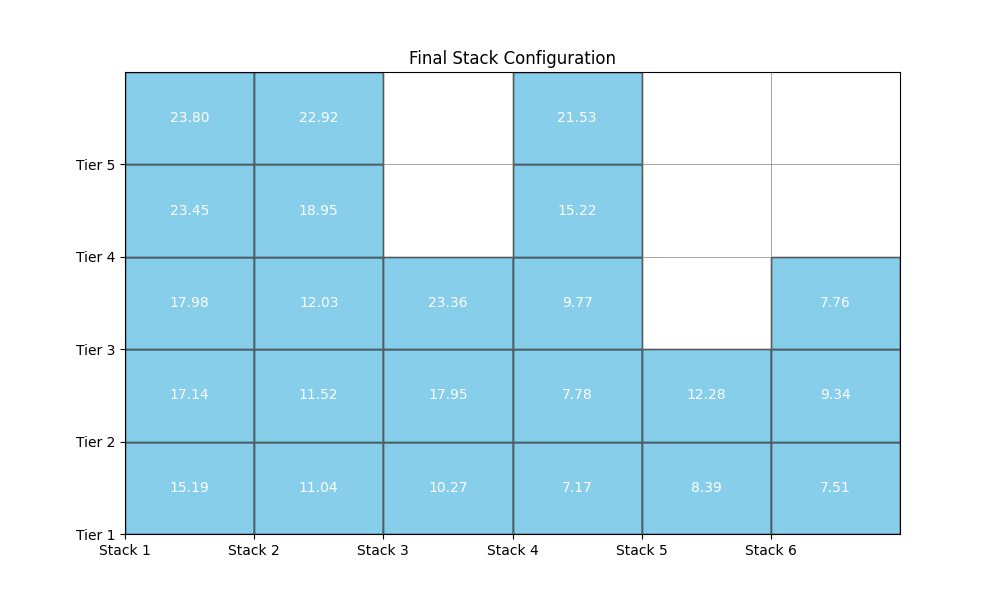 Final Stack Configuration
23.80 22.92 21.53
Tier 5
23.45 18.95 15.22
Tier 4
17.98 12.03 23.36 9.77 7.76
Tier 3
17.14 11.52 17.95 7.78 12.28 9.34
Tier 2
15.19 11.04 10.27 7.17 8.39 7.51
Tier 1
Stack 1 Stack 2 Stack 3 Stack 4 Stack 5 Stack 6